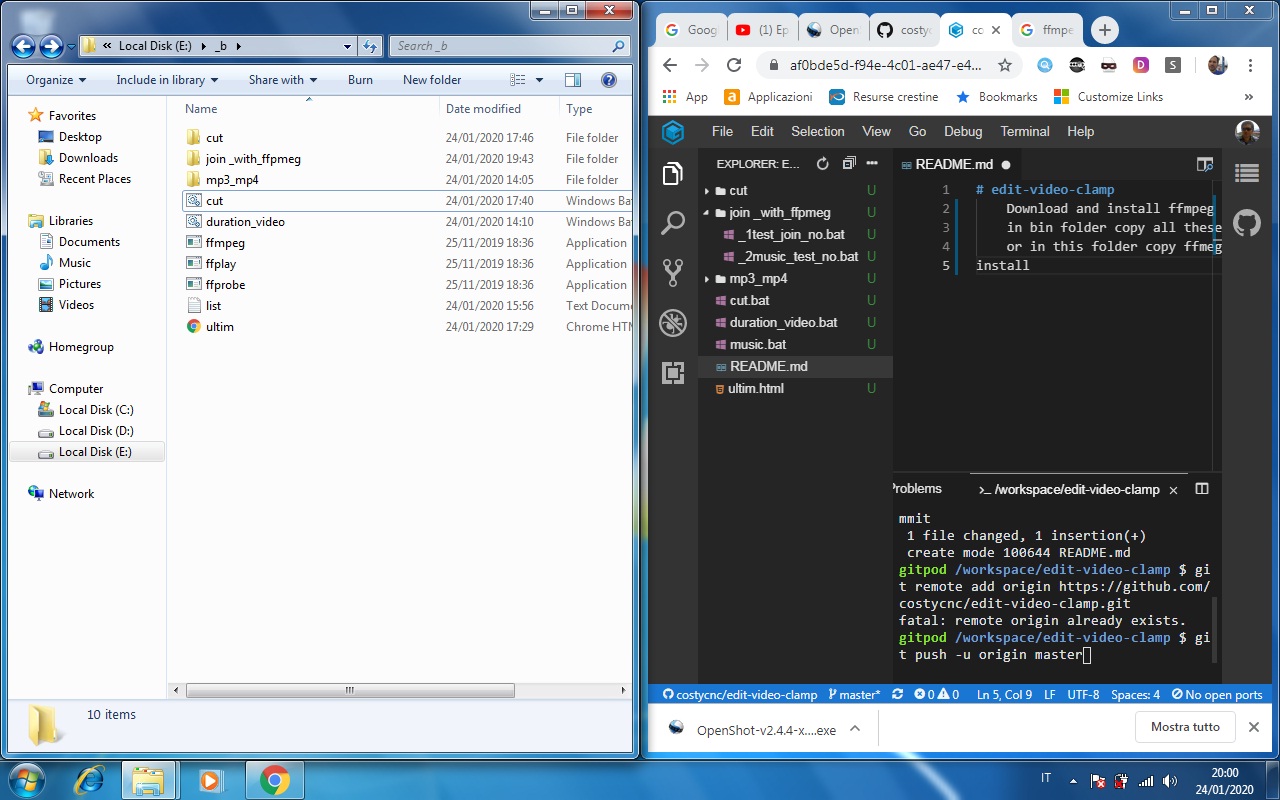 Local Disk (E:) _b
Search _b
Organize Include in library Share with Burn New folder
Name Date modified Type
Favorites
Desktop
Downloads
Recent Places
Libraries
Documents
Music
Pictures
Videos
Homegroup
Computer
Local Disk (C:)
Local Disk (D:)
Local Disk (E:)
Network
cut 24/01/2020 17:46 File folder
join _with_ffpmeg 24/01/2020 19:43 File folder
mp3_mp4 24/01/2020 14:05 File folder
cut 24/01/2020 17:40 Windows Bat
duration_video 24/01/2020 14:10 Windows Bat
ffmpeg 25/11/2019 18:36 Application
ffplay 25/11/2019 18:36 Application
ffprobe 25/11/2019 18:36 Application
list 24/01/2020 15:56 Text Docum
ultim 24/01/2020 17:29 Chrome HTM
10 items
Goog (1) Ep Open costyc cc ffmpe
af0bde5d-f94e-4c01-ae47-e4...
App Applicazioni Resurse crestine Bookmarks Customize Links »
File Edit Selection View Go Debug Terminal Help
EXPLORER: E...
cut U
join _with_ffpmeg U
_1test_join_no.bat U
_2music_test_no.bat U
mp3_mp4 U
cut.bat U
duration_video.bat U
music.bat U
README.md
ultim.html U
README.md
1 # edit-video-clamp
2 Download and install ffmpeg
3 in bin folder copy all these
4 or in this folder copy ffmeg
5 install
Problems >_ /workspace/edit-video-clamp
mmit
1 file changed, 1 insertion(+)
create mode 100644 README.md
gitpod /workspace/edit-video-clamp $ gi
t remote add origin https://github.com/
costycnc/edit-video-clamp.git
fatal: remote origin already exists.
gitpod /workspace/edit-video-clamp $ gi
t push -u origin master
costycnc/edit-video-clamp master* 0 0 Ln 5, Col 9 LF UTF-8 Spaces: 4 No open ports
OpenShot-v2.4.4-x....exe
Mostra tutto
IT
20:00
24/01/2020